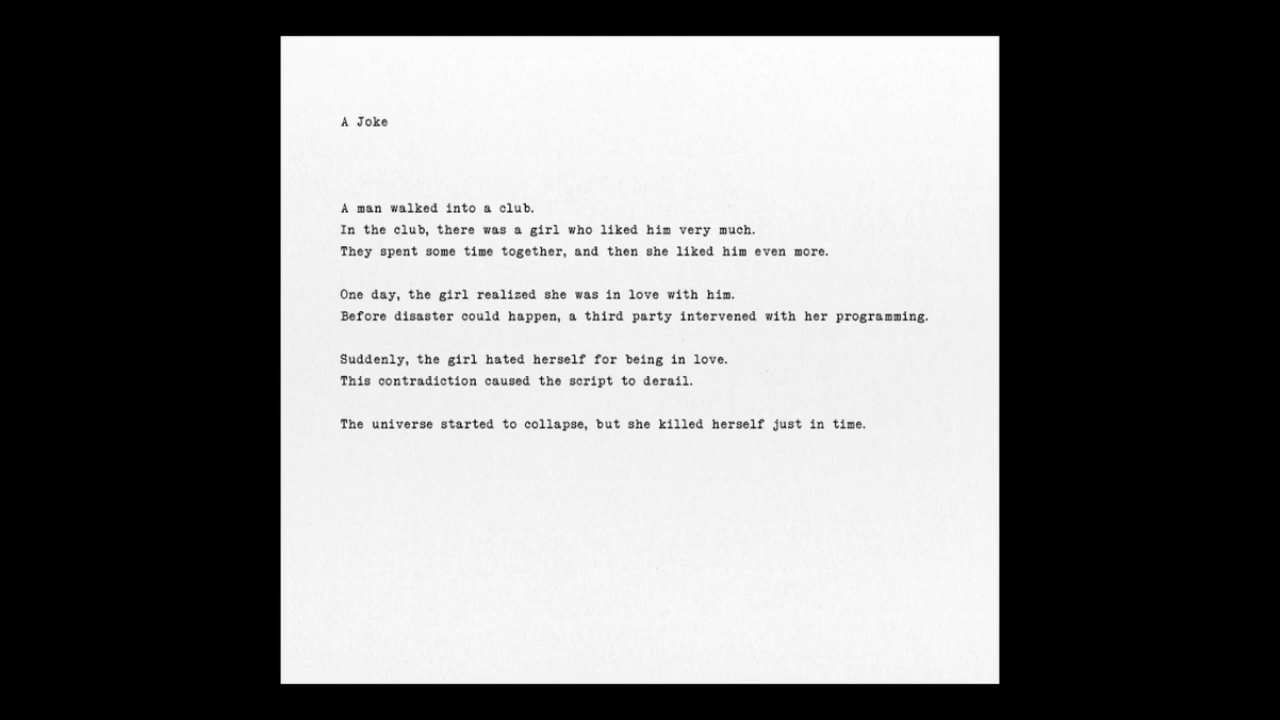 A Joke
A man walked into a club.
In the club, there was a girl who liked him very much.
They spent some time together, and then she liked him even more.
One day, the girl realized she was in love with him.
Before disaster could happen, a third party intervened with her programming.
Suddenly, the girl hated herself for being in love.
This contradiction caused the script to derail.
The universe started to collapse, but she killed herself just in time.